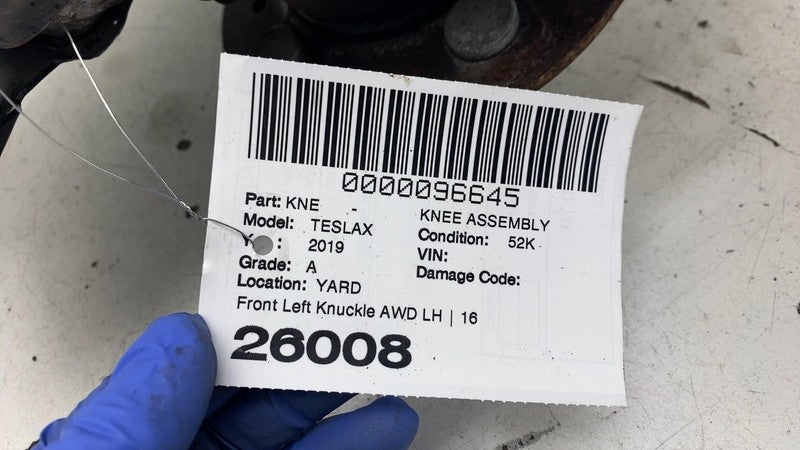 0000096645
Part: KNE - KNEE ASSEMBLY
Model: TESLAX Condition: 52K
Y : 2019 VIN:
Grade: A Damage Code:
Location: YARD
Front Left Knuckle AWD LH | 16
26008